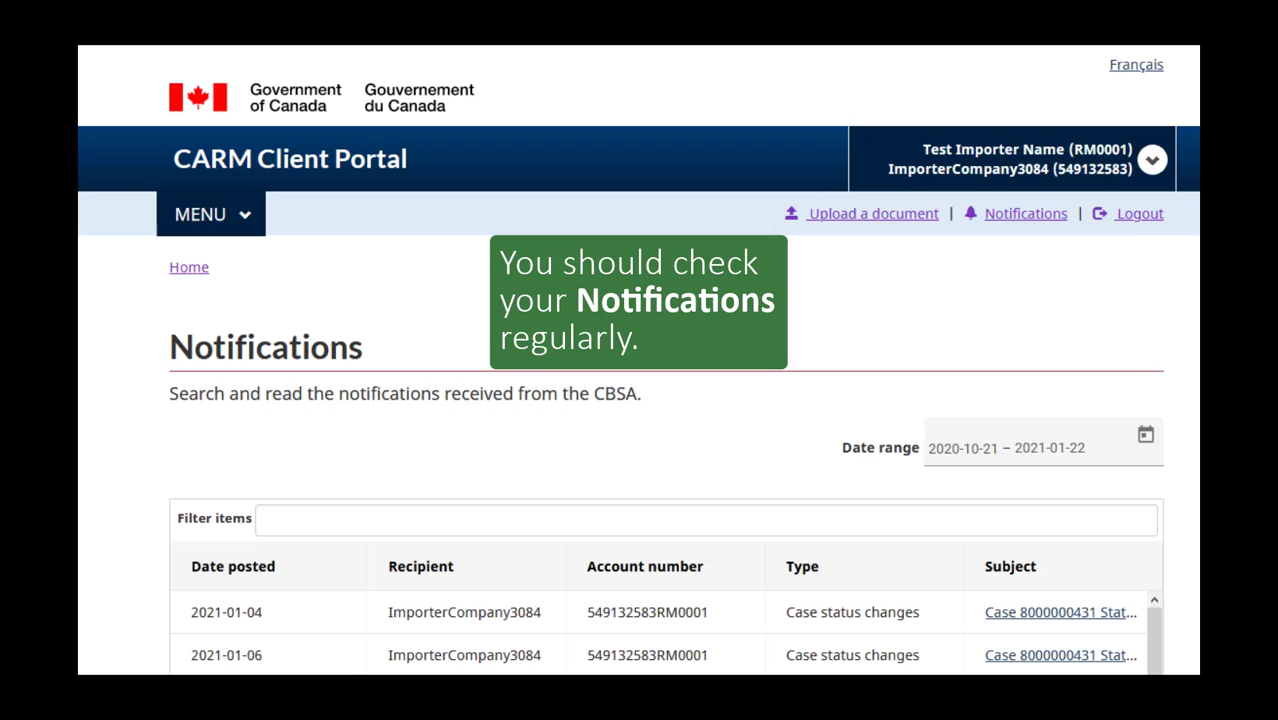 Français
Government of Canada
Gouvernement du Canada
CARM Client Portal
Test Importer Name (RM0001)
ImporterCompany3084 (549132583)
MENU
Upload a document | Notifications | Logout
Home
You should check
your Notifications
regularly.
Notifications
Search and read the notifications received from the CBSA.
Date range 2020-10-21 – 2021-01-22
Filter items
Date posted Recipient Account number Type Subject
2021-01-04 ImporterCompany3084 549132583RM0001 Case status changes Case 8000000431 Stat...
2021-01-06 ImporterCompany3084 549132583RM0001 Case status changes Case 8000000431 Stat...